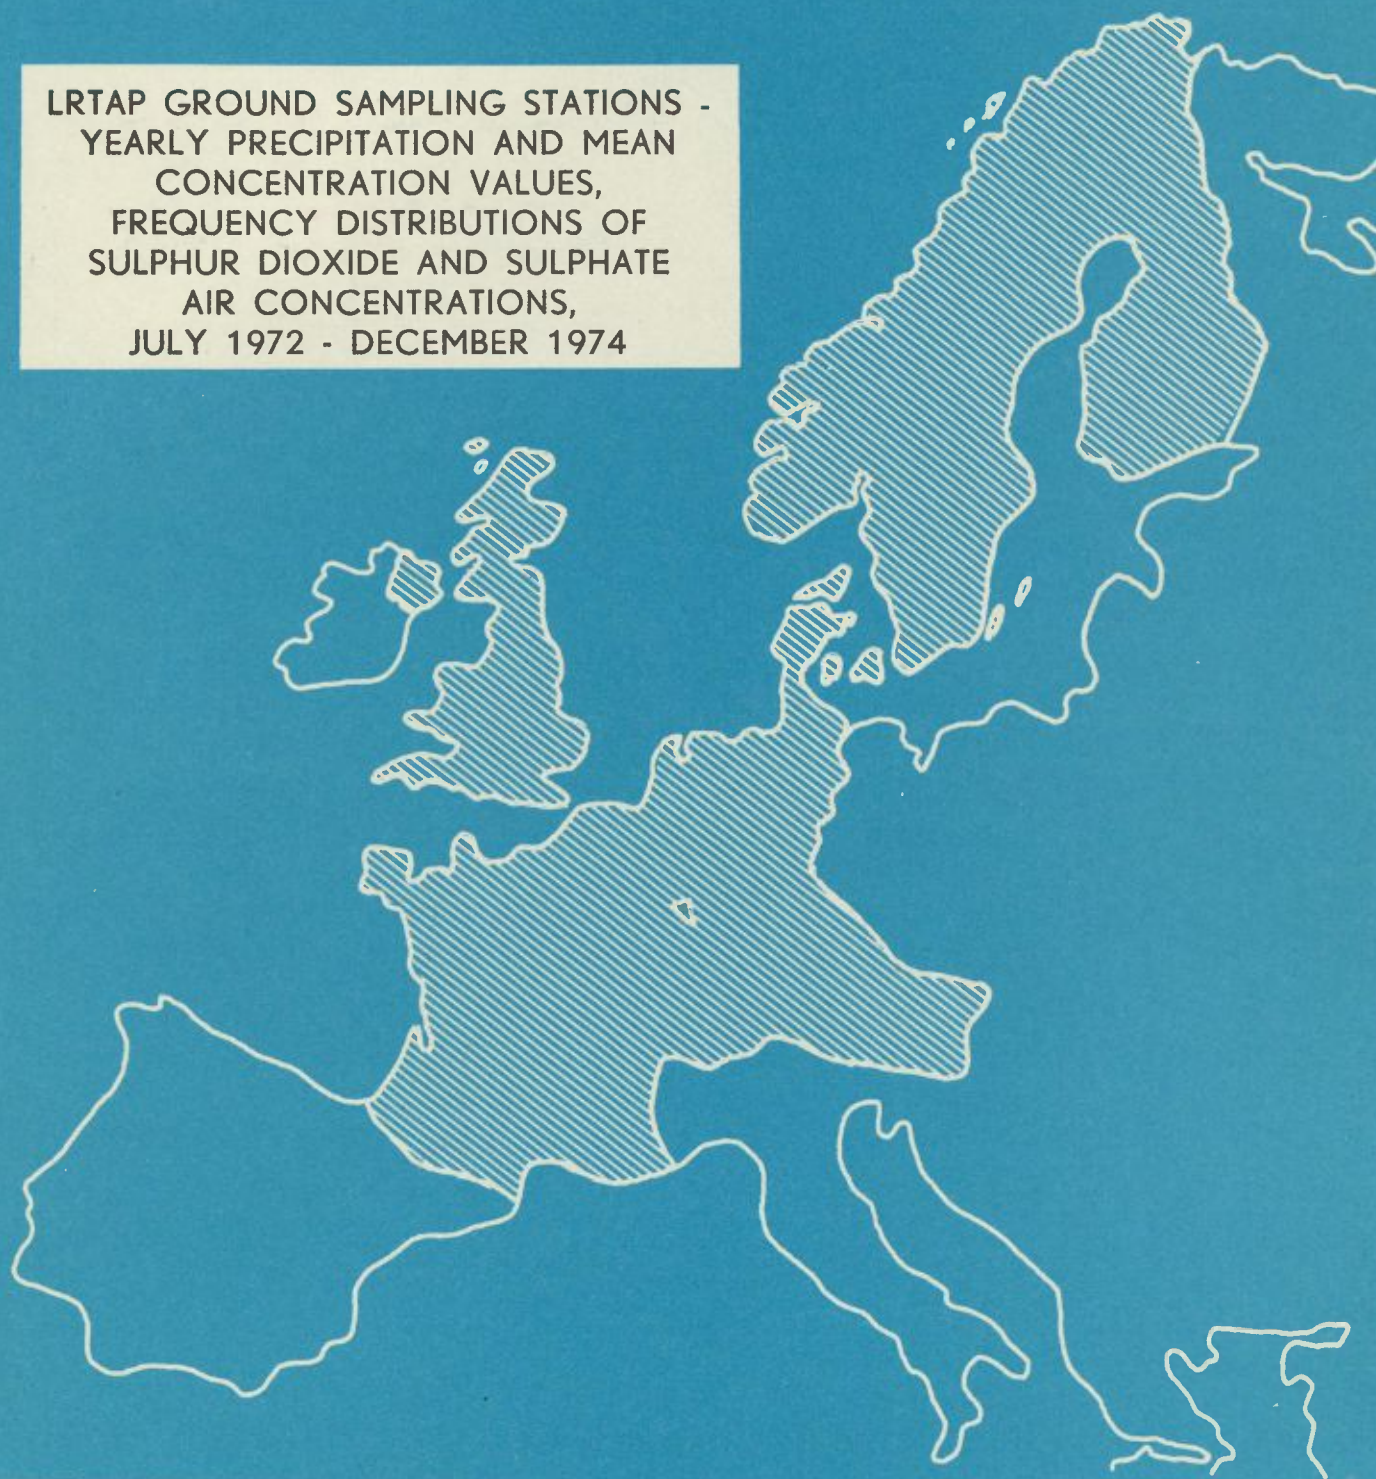 LRTAP GROUND SAMPLING STATIONS -
YEARLY PRECIPITATION AND MEAN
CONCENTRATION VALUES,
FREQUENCY DISTRIBUTIONS OF
SULPHUR DIOXIDE AND SULPHATE
AIR CONCENTRATIONS,
JULY 1972 - DECEMBER 1974